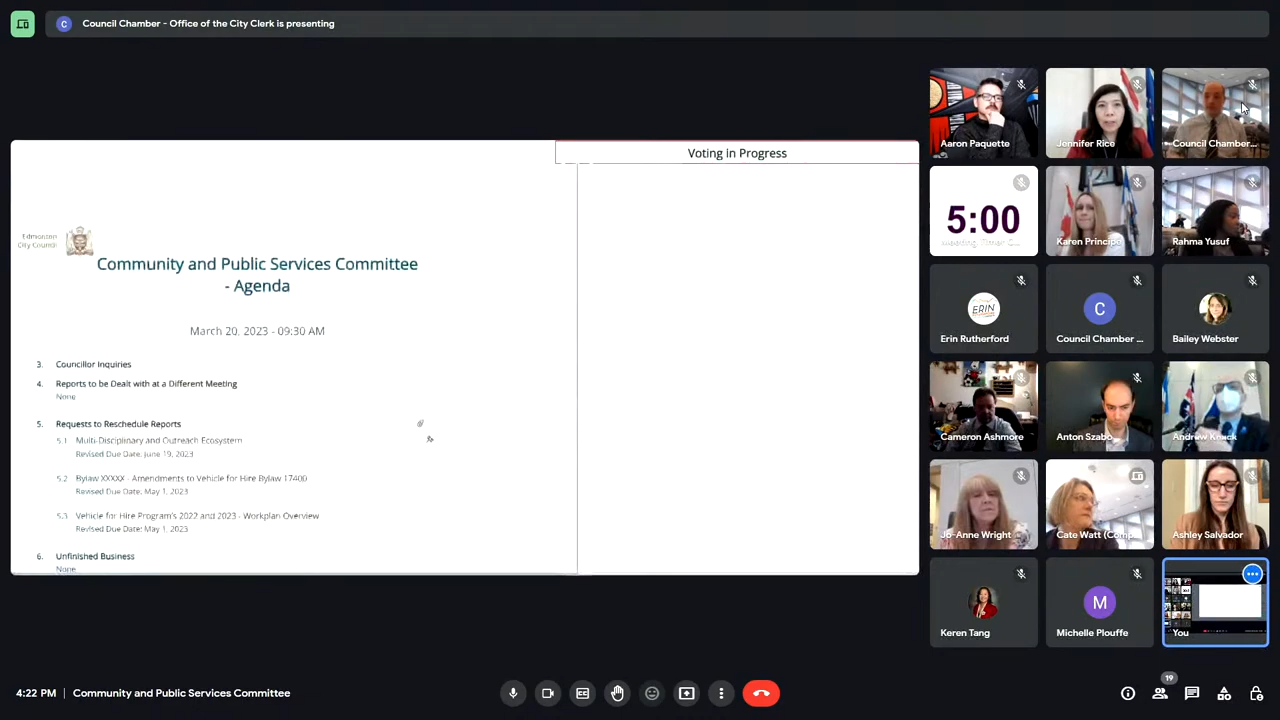 C
Council Chamber - Office of the City Clerk is presenting
Voting in Progress
Edmonton
City Council
Community and Public Services Committee
- Agenda
March 20, 2023 - 09:30 AM
3. Councillor Inquiries
4. Reports to be Dealt with at a Different Meeting
None
5. Requests to Reschedule Reports
5.1 Multi-Disciplinary and Outreach Ecosystem
Revised Due Date: June 19, 2023
5.2 Bylaw XXXXX - Amendments to Vehicle for Hire Bylaw 17400
Revised Due Date: May 1, 2023
5.3 Vehicle for Hire Program's 2022 and 2023 - Workplan Overview
Revised Due Date: May 1, 2023
6. Unfinished Business
None
Aaron Paquette
Jennifer Rice
Council Chamber...
5:00
Meeting Timer C...
Karen Principe
Rahma Yusuf
ERIN
Erin Rutherford
C
Council Chamber ...
Bailey Webster
Cameron Ashmore
Anton Szabo
Andrew Knack
Jo-Anne Wright
Cate Watt (Comp...
Ashley Salvador
Keren Tang
M
Michelle Plouffe
You
4:22 PM | Community and Public Services Committee
19